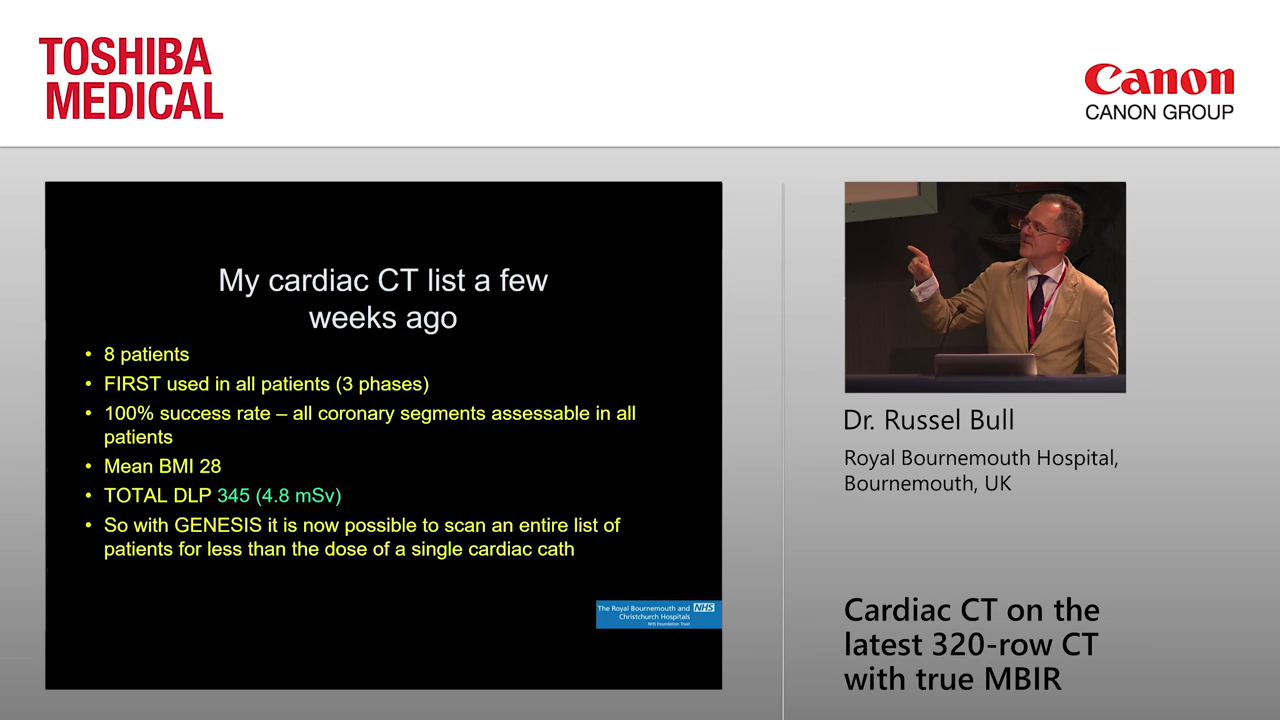 TOSHIBA
MEDICAL
Canon
CANON GROUP
My cardiac CT list a few
weeks ago
• 8 patients
• FIRST used in all patients (3 phases)
• 100% success rate – all coronary segments assessable in all
patients
• Mean BMI 28
• TOTAL DLP 345 (4.8 mSv)
• So with GENESIS it is now possible to scan an entire list of
patients for less than the dose of a single cardiac cath
The Royal Bournemouth and NHS
Christchurch Hospitals
NHS Foundation Trust
Dr. Russel Bull
Royal Bournemouth Hospital,
Bournemouth, UK
Cardiac CT on the
latest 320-row CT
with true MBIR